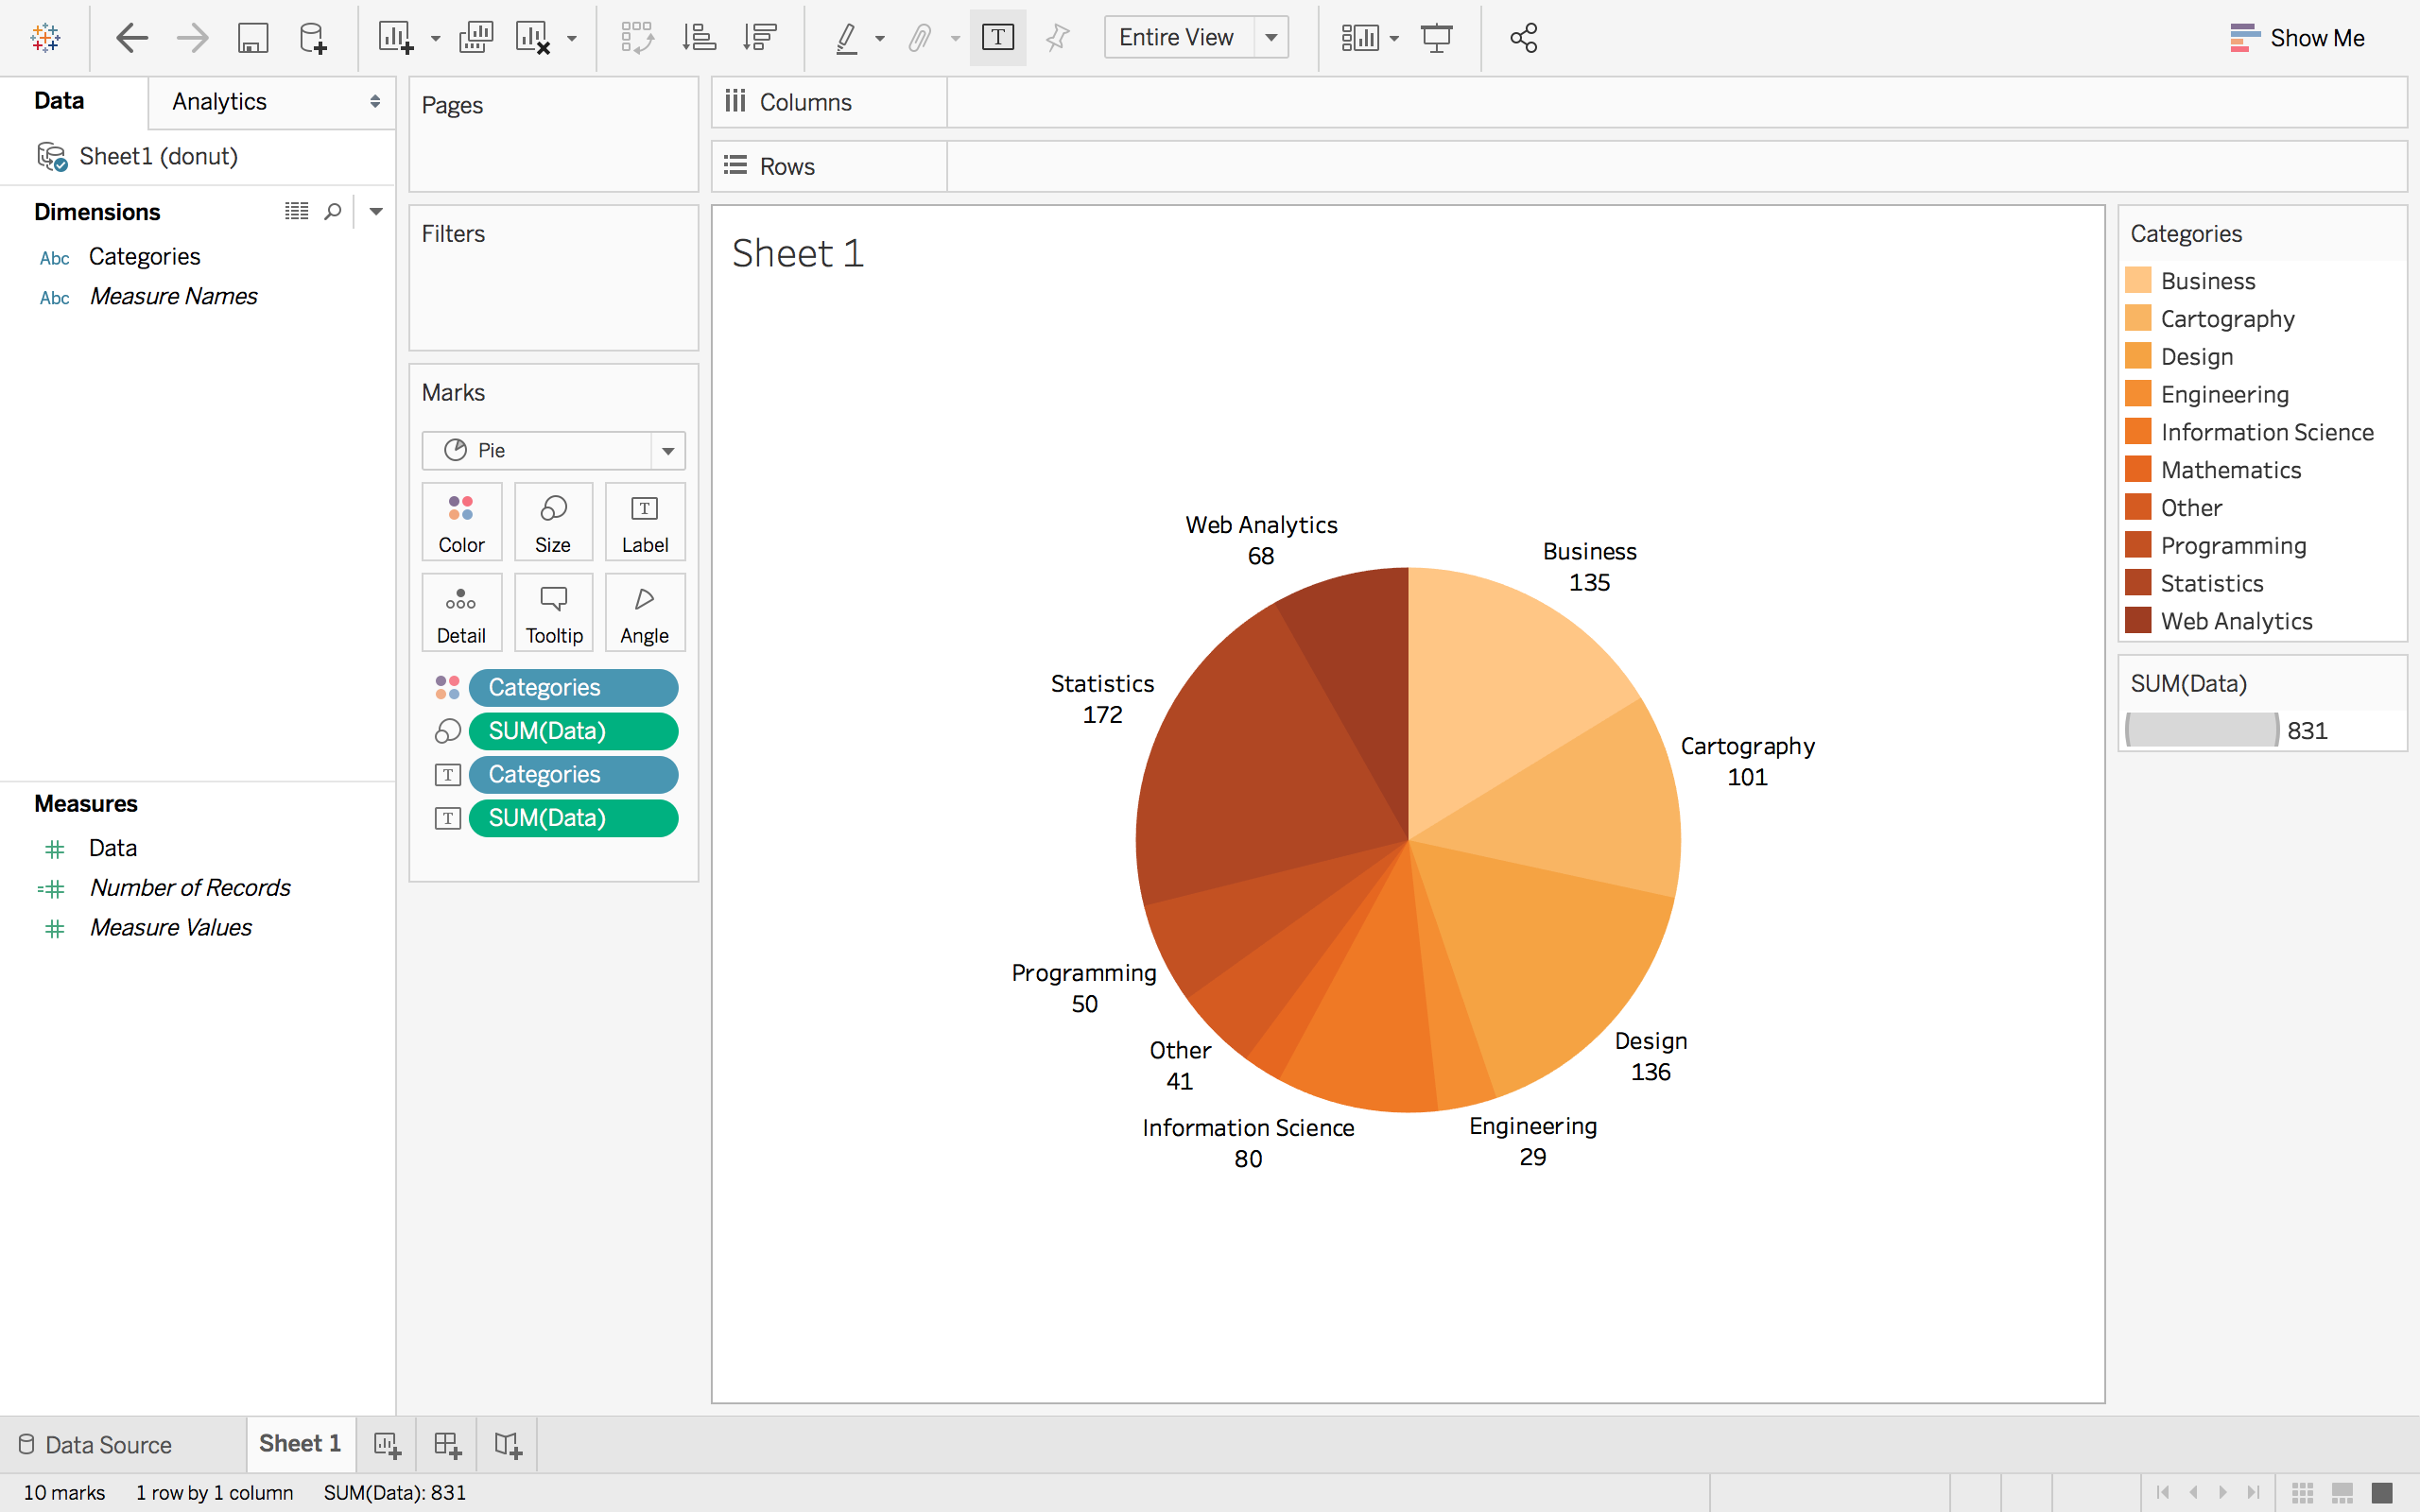 Entire View
Show Me
Data
Analytics
Sheet1 (donut)
Dimensions
Abc Categories
Abc Measure Names
Measures
Data
Number of Records
Measure Values
Pages
Filters
Marks
Pie
Color Size Label
Detail Tooltip Angle
Categories
SUM(Data)
Categories
SUM(Data)
Columns
Rows
Sheet 1
Web Analytics
68
Business
135
Statistics
172
Cartography
101
Programming
50
Design
136
Other
41
Information Science
80
Engineering
29
Categories
Business
Cartography
Design
Engineering
Information Science
Mathematics
Other
Programming
Statistics
Web Analytics
SUM(Data)
831
Data Source
Sheet 1
10 marks 1 row by 1 column SUM(Data): 831